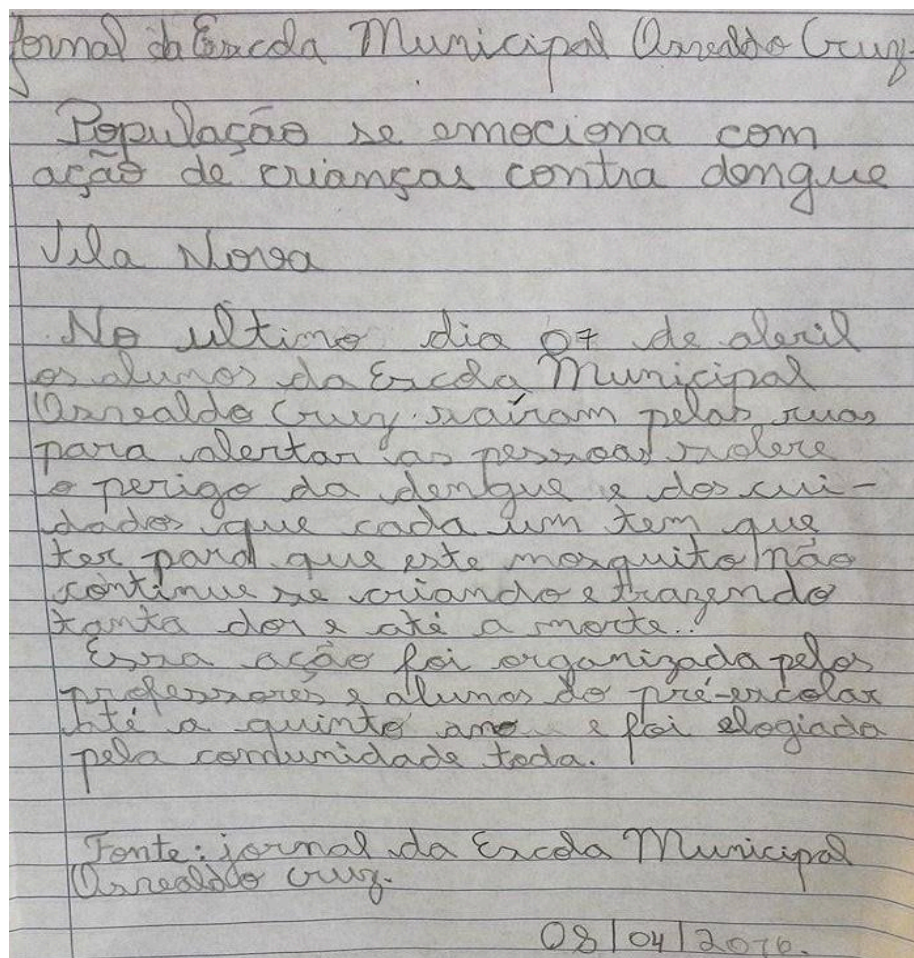 Jornal da Escola Municipal Osvaldo Cruz
População se emociona com
ação de crianças contra dengue
Vila Nova
No ultimo dia 07 de abril
os alunos da Escola Municipal
Osvaldo Cruz saíram pelas ruas
para alertar as pessoas sobre
o perigo da dengue e dos cui-
dados que cada um tem que
ter para que este mosquito não
continue se criando e trazendo
tanta dor e até a morte.
Essa ação foi organizada pelos
professores e alunos do pré-escolar
até o quinto ano e foi elogiada
pela comunidade toda.
Fonte: jornal da Escola Municipal
Osvaldo Cruz.
08/04/2016.